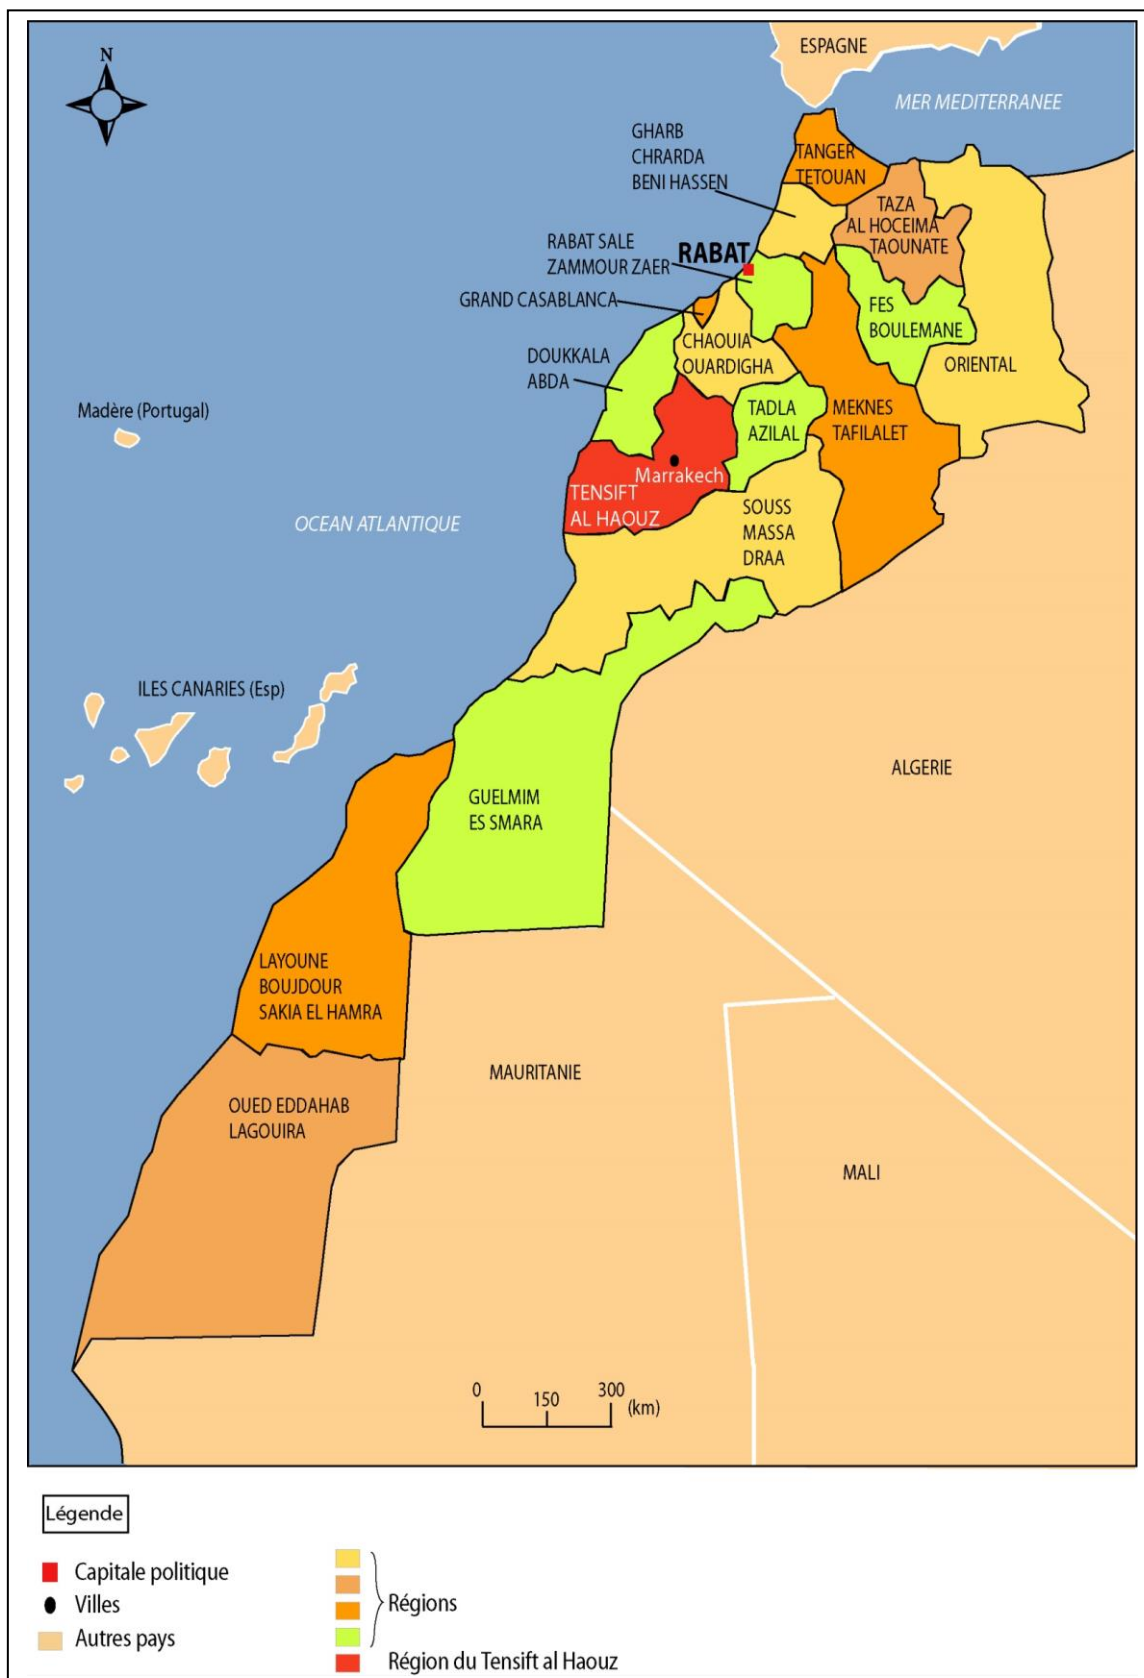 N
ESPAGNE
MER MEDITERRANEE
GHARB
CHRARDA
BENI HASSEN
TANGER
TETOUAN
TAZA
AL HOCEIMA
TAOUNATE
RABAT SALE
ZAMMOUR ZAER
RABAT
GRAND CASABLANCA
FES
BOULEMANE
CHAOUIA
OUARDIGHA
DOUKKALA
ABDA
ORIENTAL
Madère (Portugal)
TADLA
AZILAL
MEKNES
TAFILALET
Marrakech
TENSIFT
AL HAOUZ
SOUSS
MASSA
DRAA
OCEAN ATLANTIQUE
ILES CANARIES (Esp)
ALGERIE
GUELMIM
ES SMARA
LAYOUNE
BOUJDOUR
SAKIA EL HAMRA
MAURITANIE
OUED EDDAHAB
LAGOUIRA
MALI
0 150 300 (km)
Légende
Capitale politique
Villes
Autres pays
Régions
Région du Tensift al Haouz